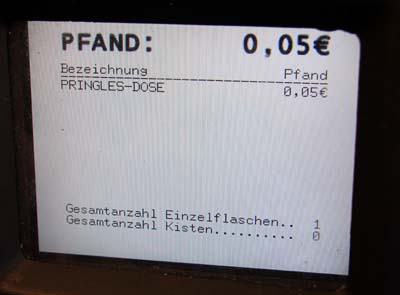 PFAND: 0,05€
Bezeichnung Pfand
PRINGLES-DOSE 0,05€
Gesamtanzahl Einzelflaschen.. 1
Gesamtanzahl Kisten.......... 0